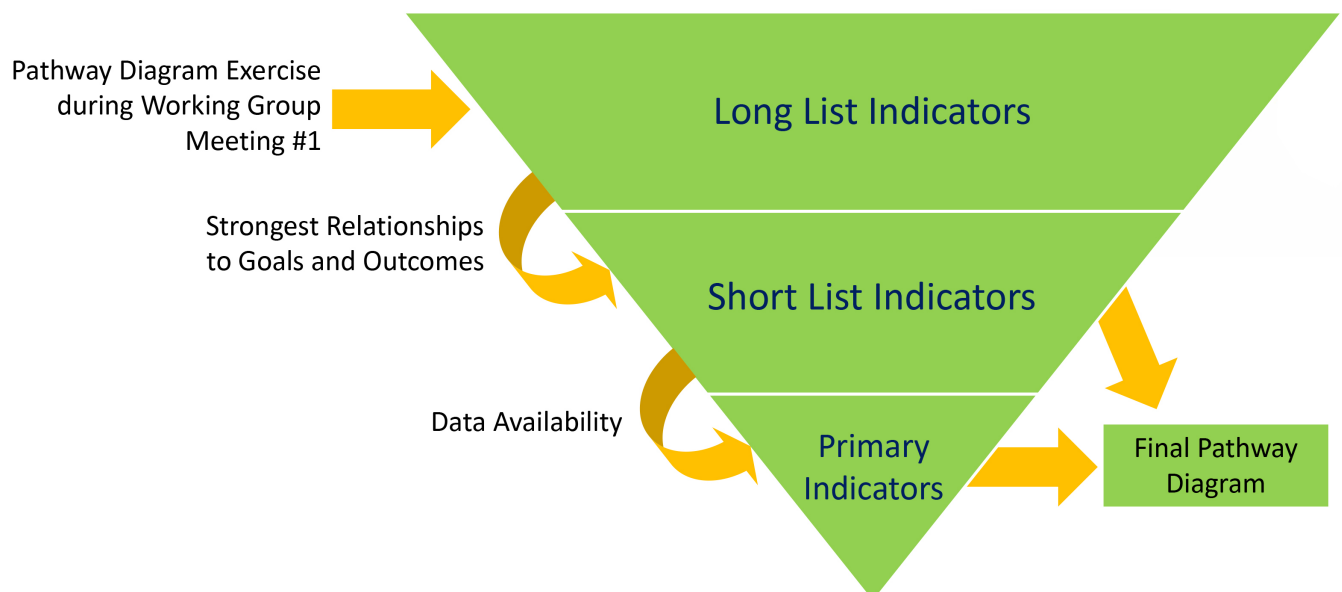 Pathway Diagram Exercise
during Working Group
Meeting #1
Long List Indicators
Strongest Relationships
to Goals and Outcomes
Short List Indicators
Data Availability
Primary
Indicators
Final Pathway
Diagram